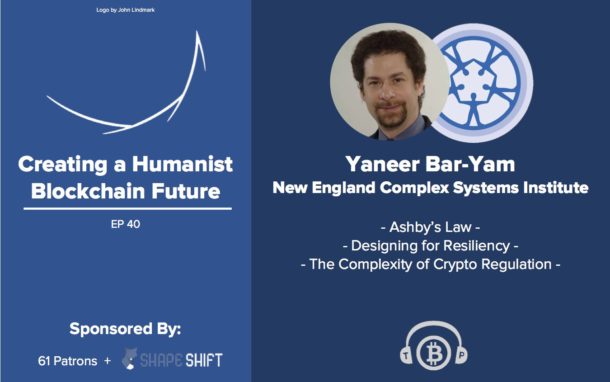 Logo by John Lindmark
Creating a Humanist
Blockchain Future
EP 40
Sponsored By:
61 Patrons + SHAPESHIFT
Yaneer Bar-Yam
New England Complex Systems Institute
- Ashby's Law -
- Designing for Resiliency -
- The Complexity of Crypto Regulation -
T B P